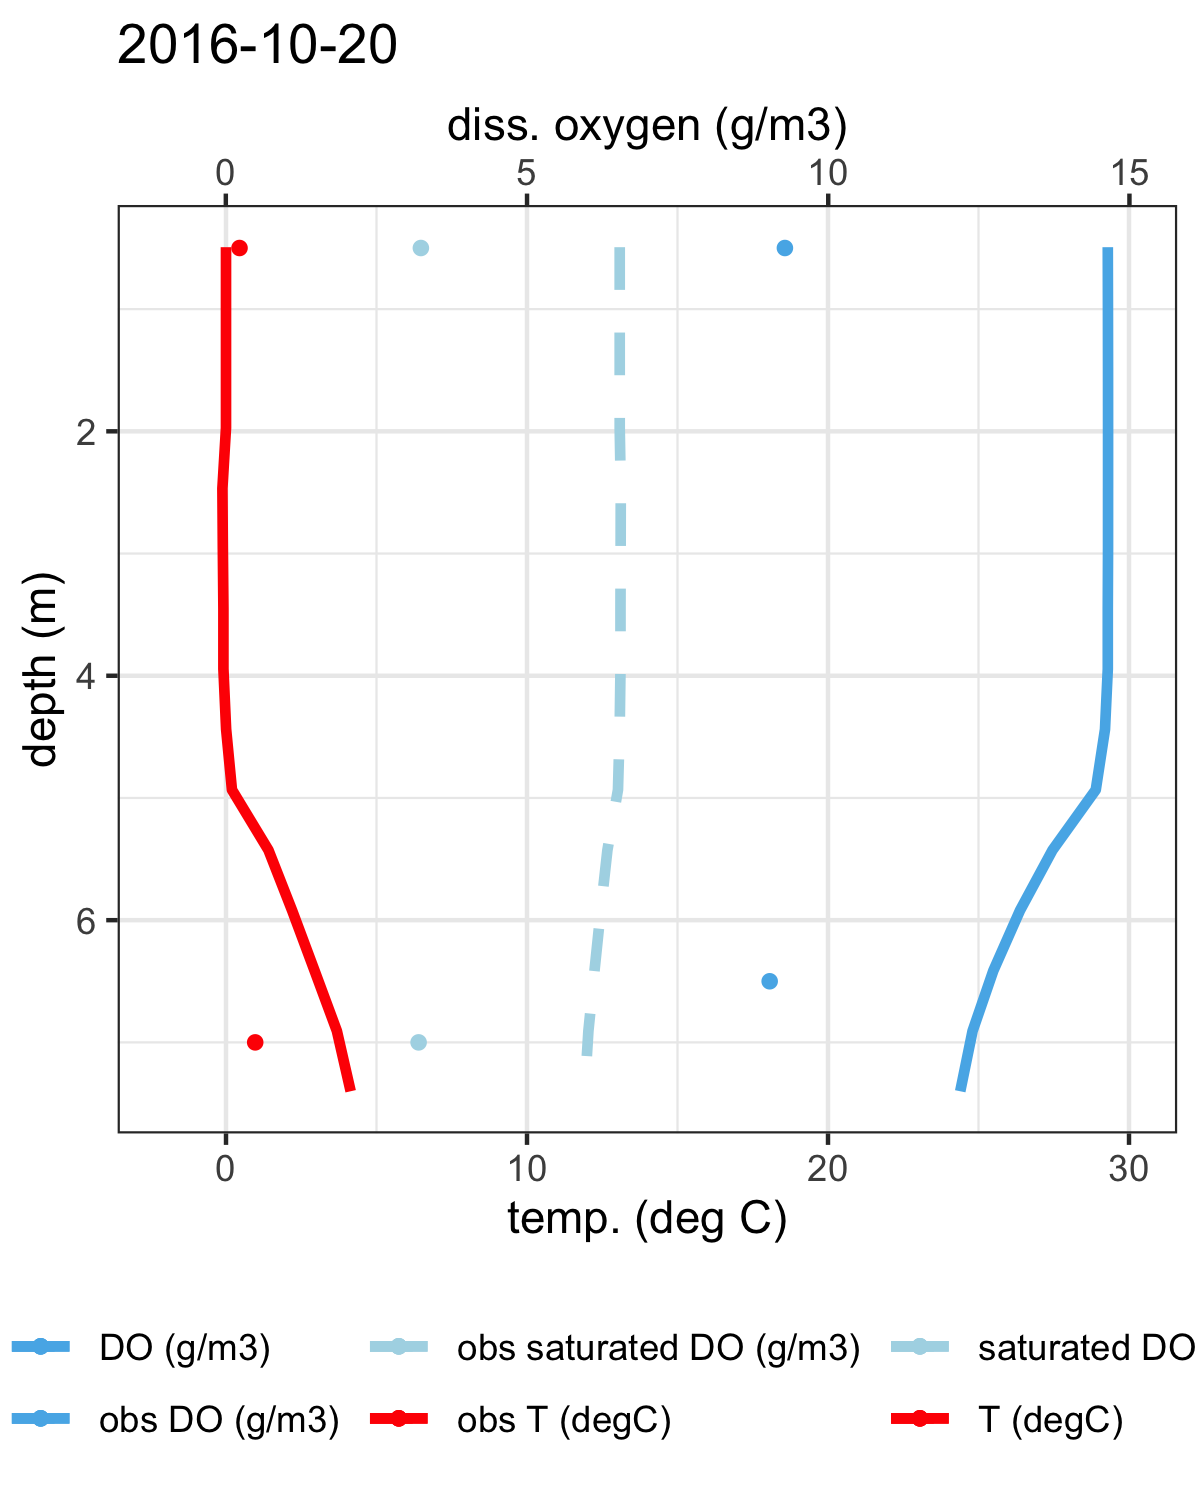 2016-10-20
diss. oxygen (g/m3)
0 5 10 15
2
4
6
depth (m)
0 10 20 30
temp. (deg C)
DO (g/m3) obs saturated DO (g/m3) saturated DO
obs DO (g/m3) obs T (degC) T (degC)